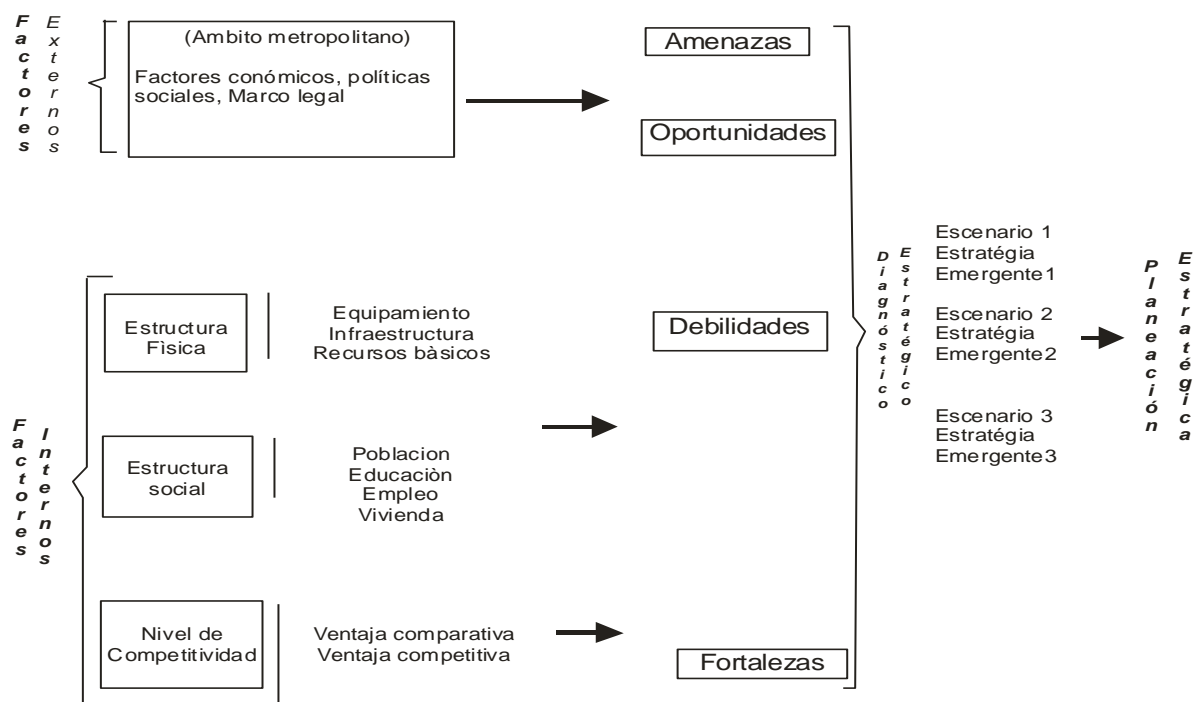 Factores
Externos
(Ambito metropolitano)
Factores conómicos, políticas
sociales, Marco legal
Amenazas
Oportunidades
Factores
Internos
Estructura
Fìsica
Equipamiento
Infraestructura
Recursos bàsicos
Debilidades
Estructura
social
Poblacion
Educaciòn
Empleo
Vivienda
Nivel de
Competitividad
Ventaja comparativa
Ventaja competitiva
Fortalezas
Diagnóstico
Estratégico
Escenario 1
Estratégia
Emergente1
Escenario 2
Estratégia
Emergente2
Escenario 3
Estratégia
Emergente3
Planeación
Estratégica